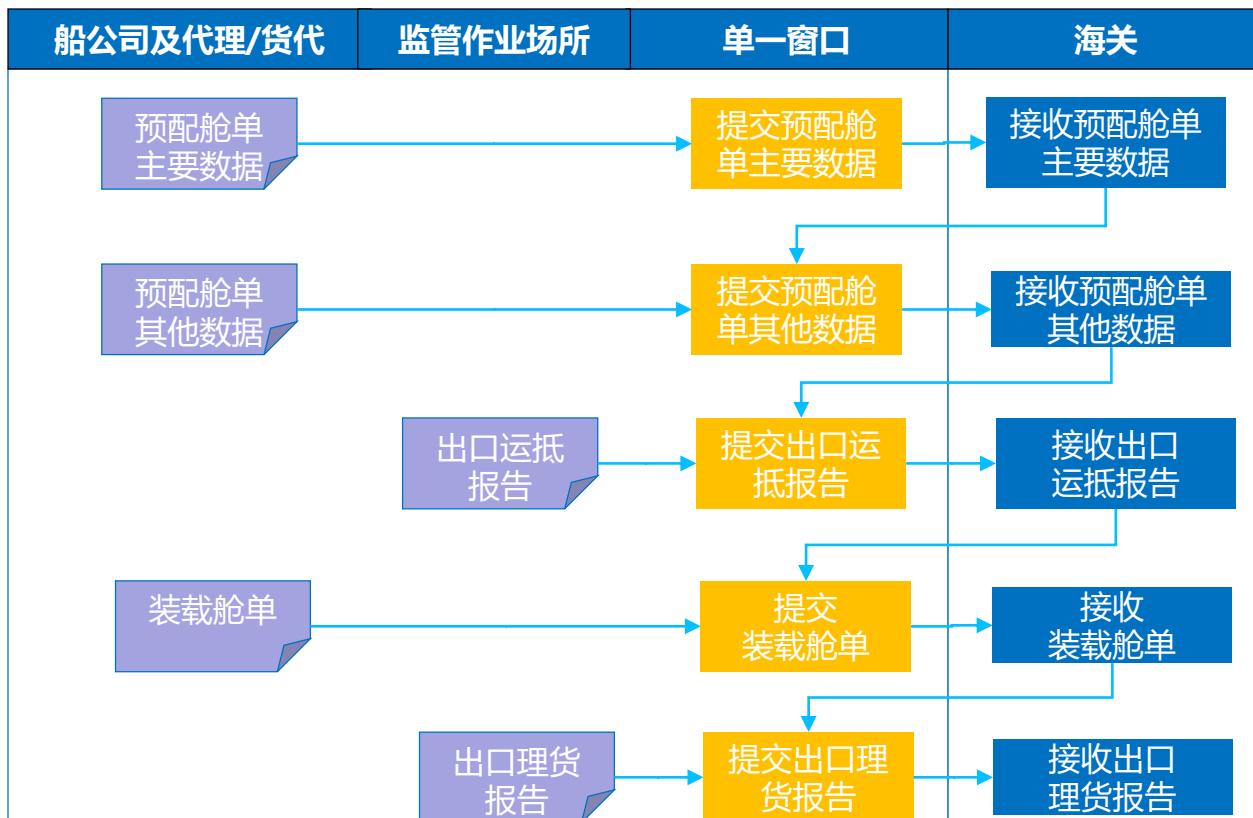 船公司及代理/货代
监管作业场所
单一窗口
海关
预配舱单
主要数据
提交预配舱
单主要数据
接收预配舱单
主要数据
预配舱单
其他数据
提交预配舱
单其他数据
接收预配舱单
其他数据
出口运抵
报告
提交出口运
抵报告
接收出口
运抵报告
装载舱单
提交
装载舱单
接收
装载舱单
出口理货
报告
提交出口理
货报告
接收出口
理货报告